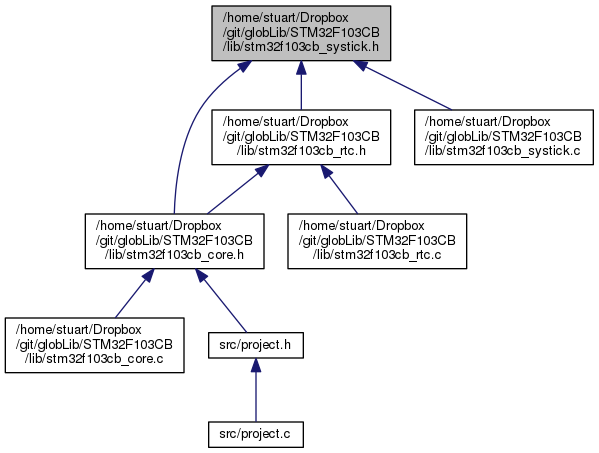 /home/stuart/Dropbox
/git/globLib/STM32F103CB
/lib/stm32f103cb_systick.h
/home/stuart/Dropbox
/git/globLib/STM32F103CB
/lib/stm32f103cb_rtc.h
/home/stuart/Dropbox
/git/globLib/STM32F103CB
/lib/stm32f103cb_systick.c
/home/stuart/Dropbox
/git/globLib/STM32F103CB
/lib/stm32f103cb_core.h
/home/stuart/Dropbox
/git/globLib/STM32F103CB
/lib/stm32f103cb_rtc.c
/home/stuart/Dropbox
/git/globLib/STM32F103CB
/lib/stm32f103cb_core.c
src/project.h
src/project.c